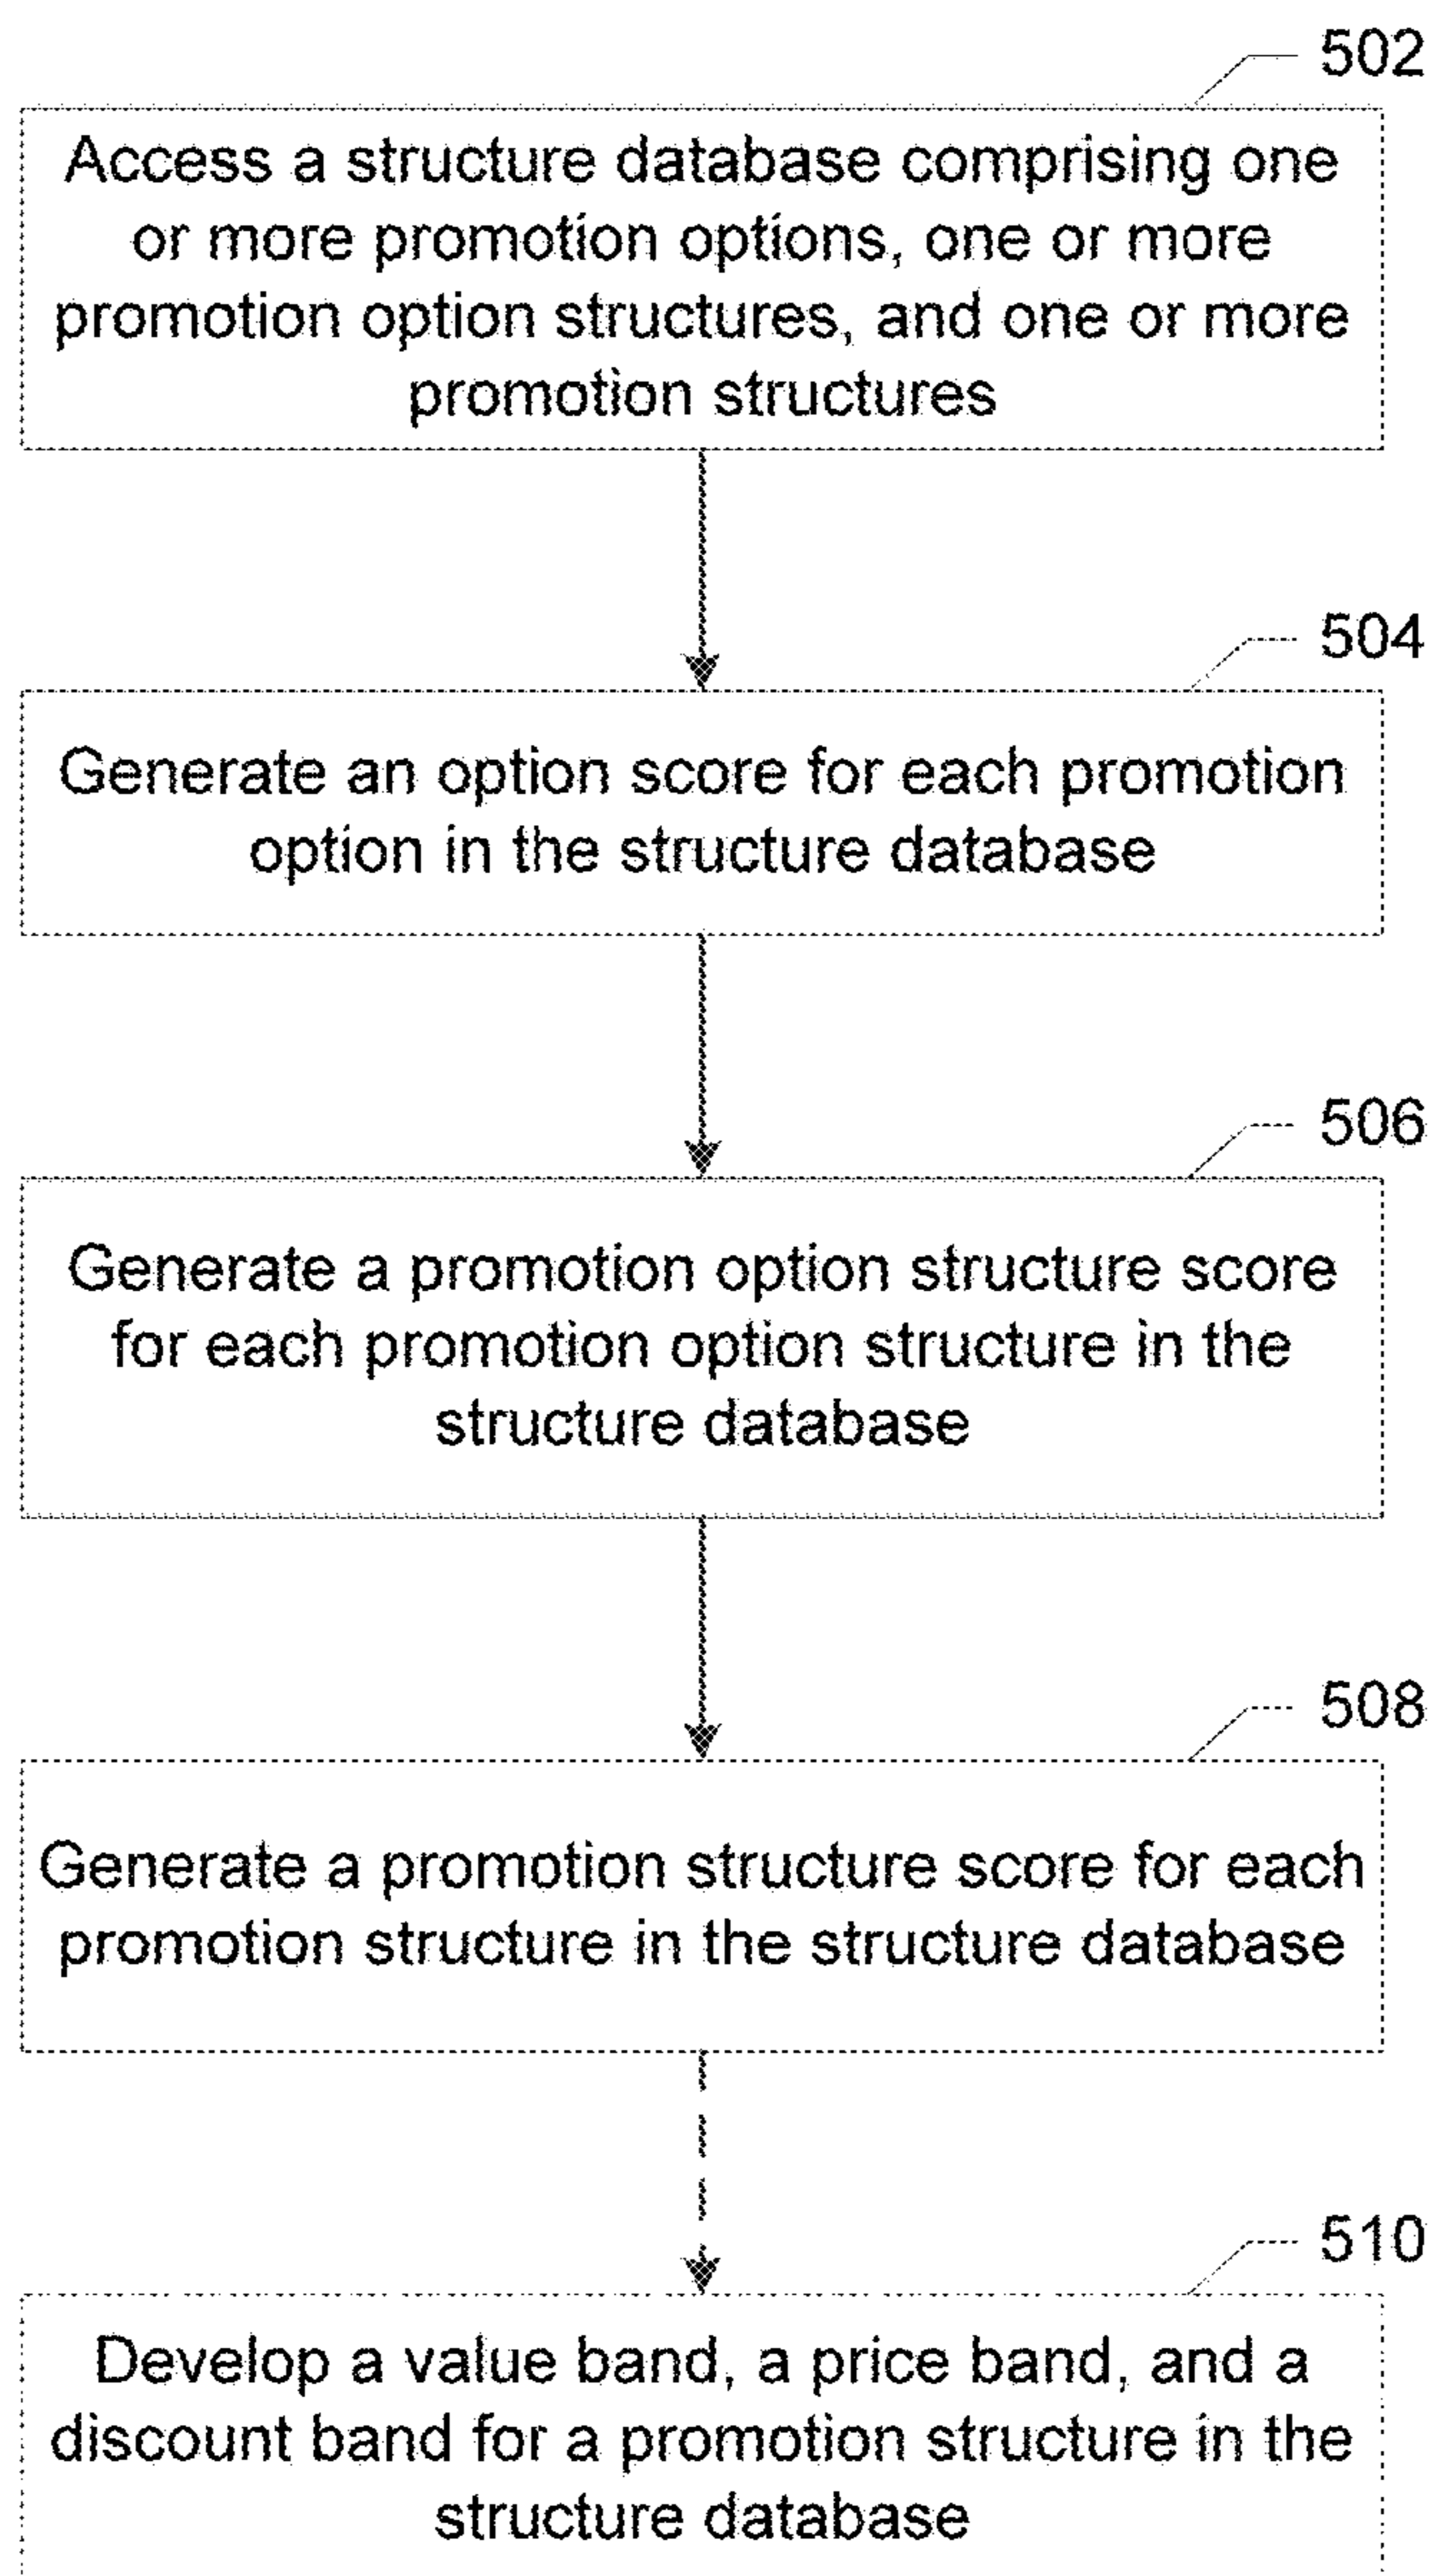 502
Access a structure database comprising one
or more promotion options, one or more
promotion option structures, and one or more
promotion structures
504
Generate an option score for each promotion
option in the structure database
506
Generate a promotion option structure score
for each promotion option structure in the
structure database
508
Generate a promotion structure score for each
promotion structure in the structure database
510
Develop a value band, a price band, and a
discount band for a promotion structure in the
structure database